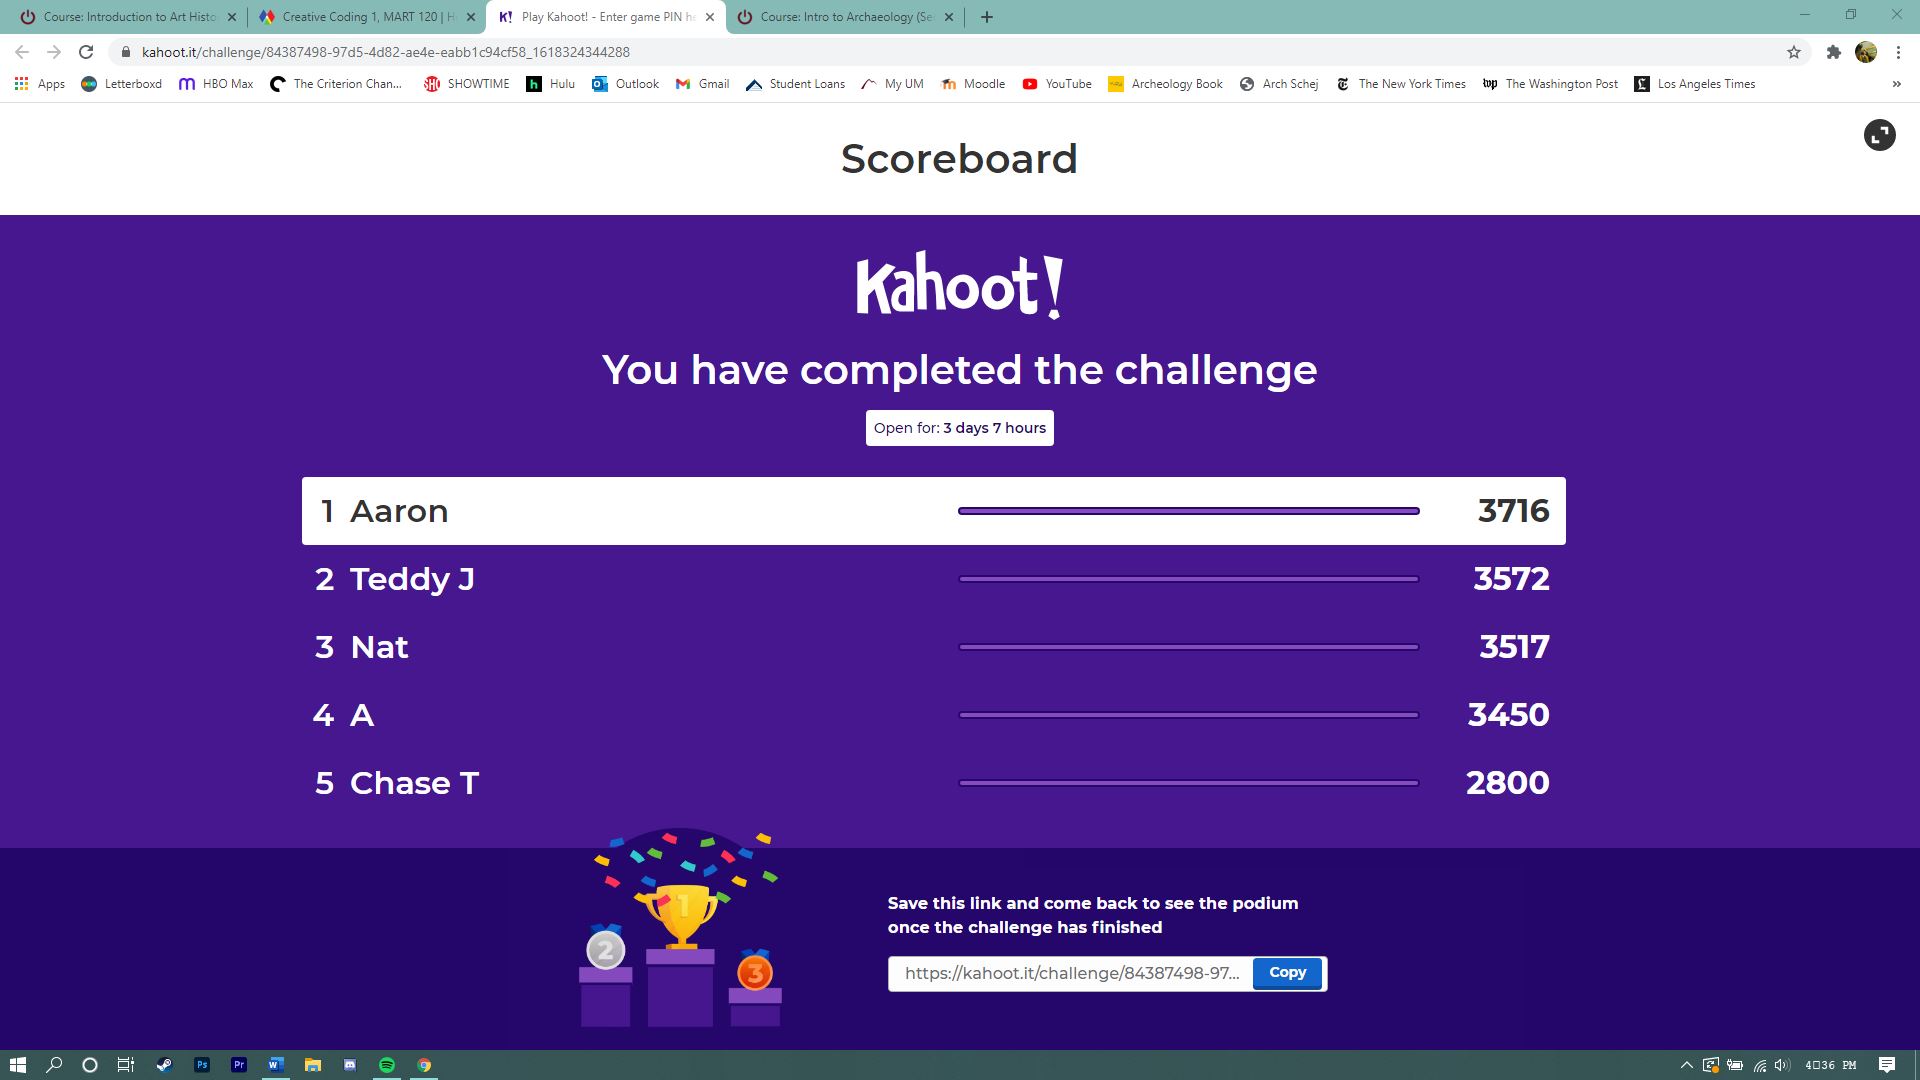 Course: Introduction to Art Histo
Creative Coding 1, MART 120 | H
K! Play Kahoot! - Enter game PIN he
Course: Intro to Archaeology (Se
kahoot.it/challenge/84387498-97d5-4d82-ae4e-eabb1c94cf58_1618324344288
Apps Letterboxd HBO Max The Criterion Chan... SHO SHOWTIME h Hulu Outlook Gmail Student Loans My UM Moodle YouTube Archeology Book Arch Schej The New York Times wp The Washington Post Los Angeles Times »
Scoreboard
Kahoot!
You have completed the challenge
Open for: 3 days 7 hours
1 Aaron 3716
2 Teddy J 3572
3 Nat 3517
4 A 3450
5 Chase T 2800
1
2
3
Save this link and come back to see the podium
once the challenge has finished
https://kahoot.it/challenge/84387498-97... Copy
Ps Pr W 4□36 PM